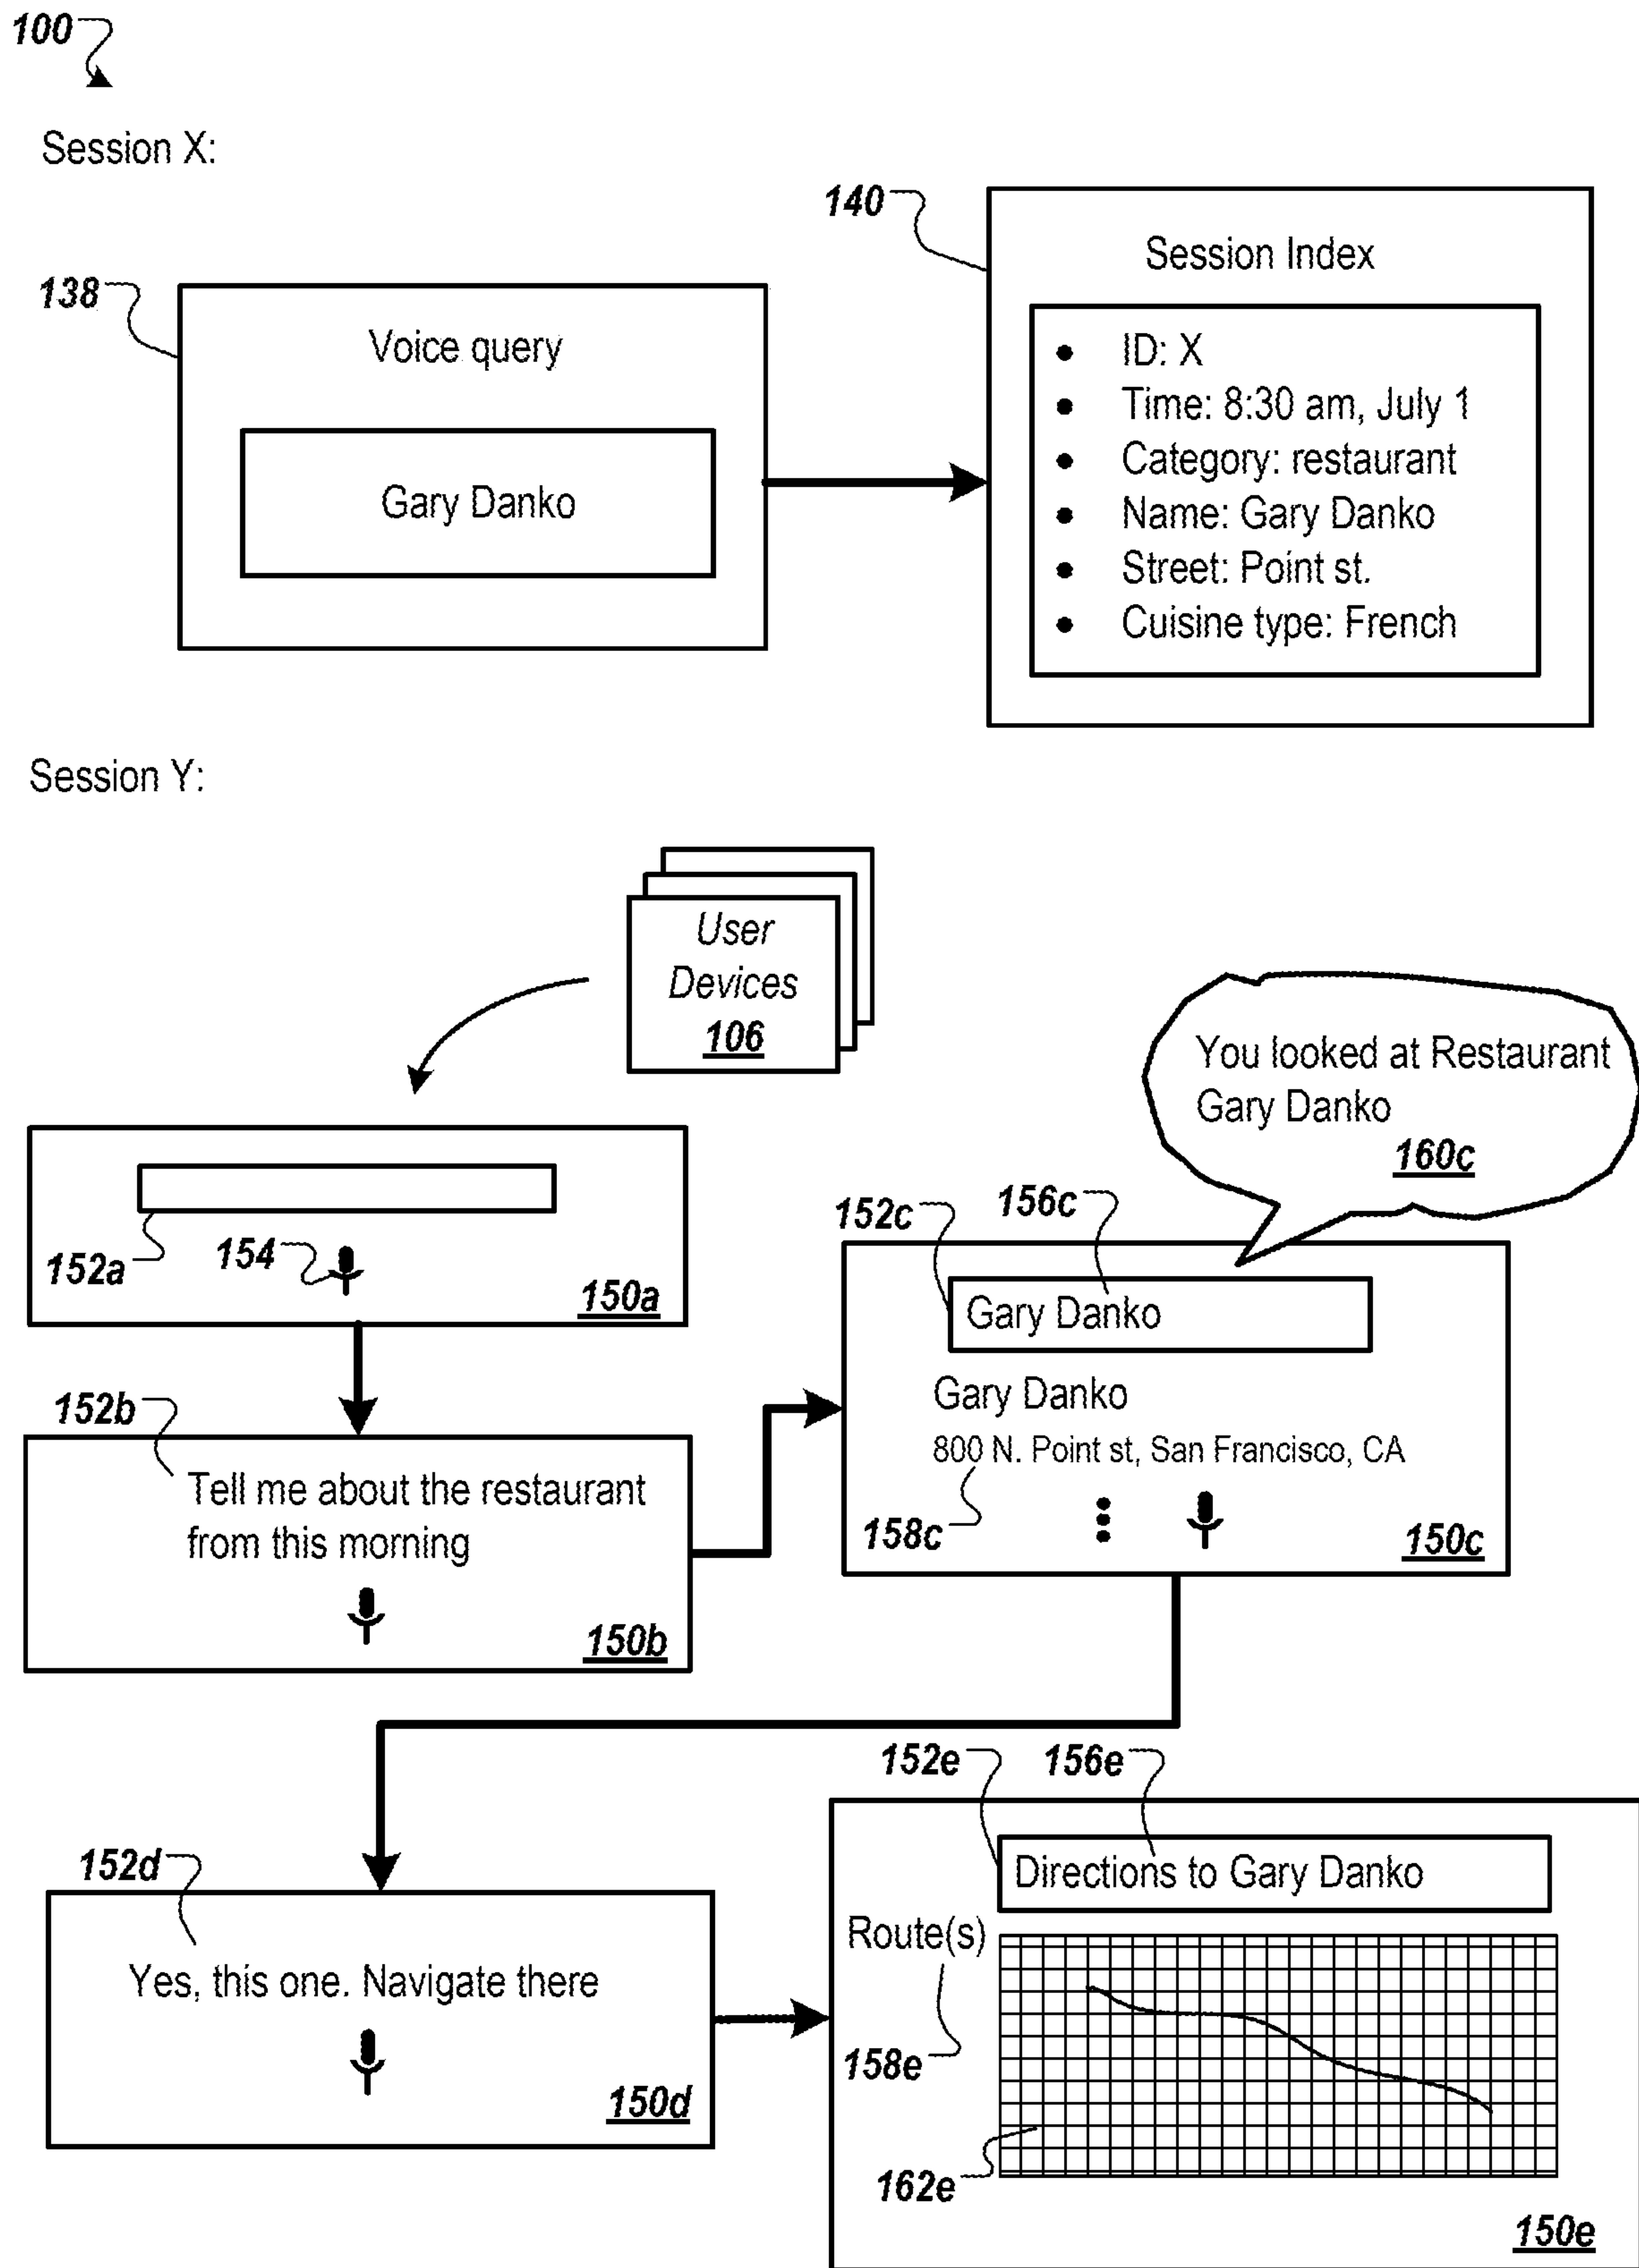 100
Session X:
140
Session Index
138
Voice query
Gary Danko
• ID: X
• Time: 8:30 am, July 1
• Category: restaurant
• Name: Gary Danko
• Street: Point st.
• Cuisine type: French
Session Y:
User
Devices
106
You looked at Restaurant
Gary Danko
160c
152a
154
150a
152c
156c
Gary Danko
Gary Danko
800 N. Point st, San Francisco, CA
158c
150c
152b
Tell me about the restaurant
from this morning
150b
152d
Yes, this one. Navigate there
150d
152e
156e
Directions to Gary Danko
Route(s)
158e
162e
150e